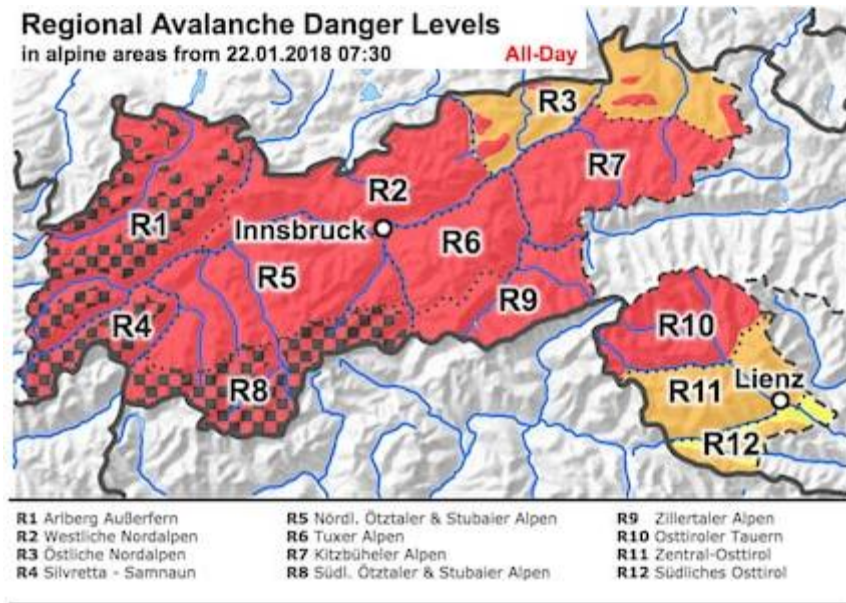 Regional Avalanche Danger Levels
in alpine areas from 22.01.2018 07:30 All-Day
R3
R7
R2
R1
Innsbruck
R6
R5
R9
R4
R10
R8
R11
Lienz
R12
R1 Arlberg Außerfern
R2 Westliche Nordalpen
R3 Östliche Nordalpen
R4 Silvretta - Samnaun
R5 Nördl. Ötztaler & Stubaier Alpen
R6 Tuxer Alpen
R7 Kitzbüheler Alpen
R8 Südl. Ötztaler & Stubaier Alpen
R9 Zillertaler Alpen
R10 Osttiroler Tauern
R11 Zentral-Osttirol
R12 Südliches Osttirol